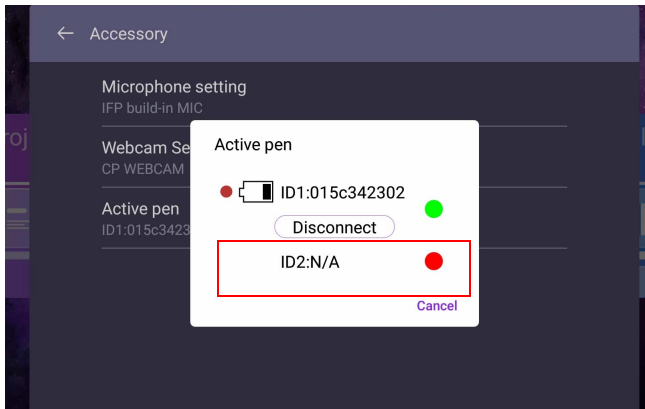 Accessory
Microphone setting
IFP build-in MIC
Webcam Se
CP WEBCAM
Active pen
ID1:015c3423
Active pen
ID1:015c342302
Disconnect
ID2:N/A
Cancel
roj